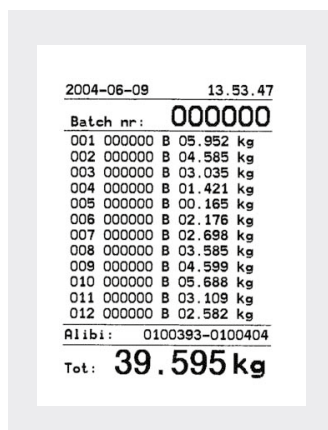 2004-06-09 13.53.47
Batch nr: 000000
001 000000 B 05.952 kg
002 000000 B 04.585 kg
003 000000 B 03.035 kg
004 000000 B 01.421 kg
005 000000 B 00.165 kg
006 000000 B 02.176 kg
007 000000 B 02.698 kg
008 000000 B 03.585 kg
009 000000 B 04.599 kg
010 000000 B 05.688 kg
011 000000 B 03.109 kg
012 000000 B 02.582 kg
Alibi: 0100393-0100404
Tot: 39.595 kg